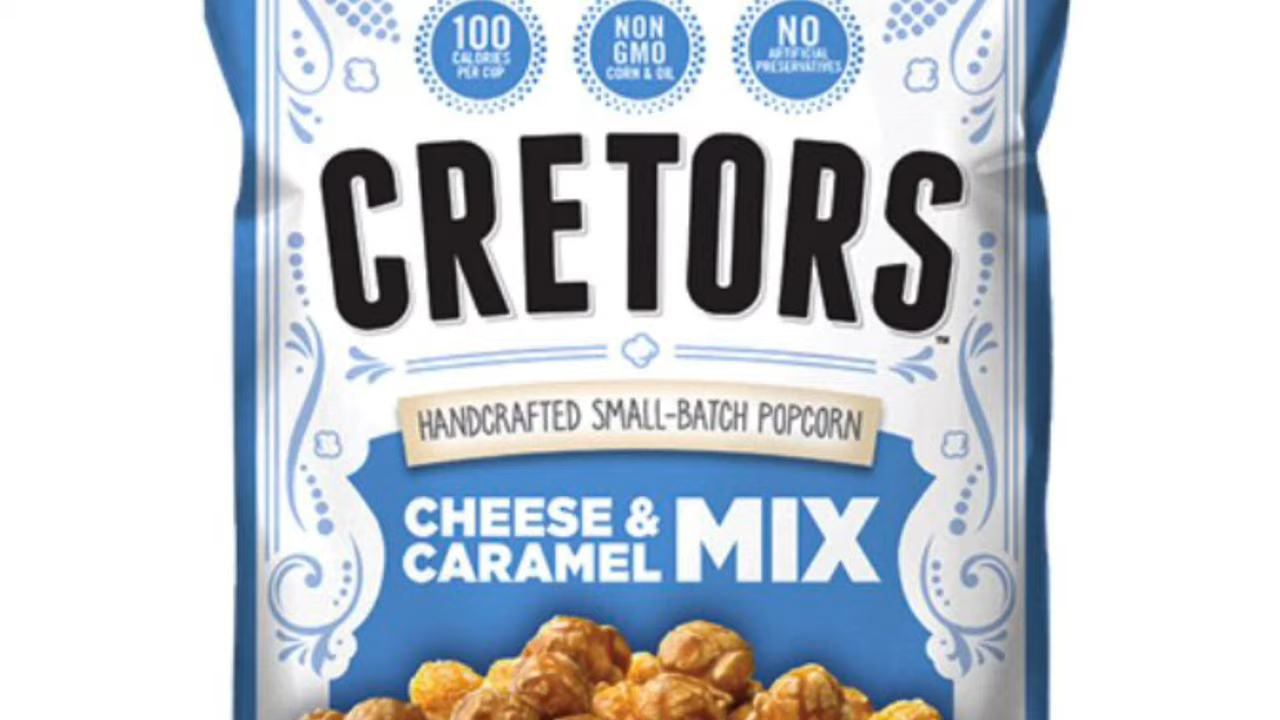 100
CALORIES
PER CUP
NON
GMO
CORN & OIL
NO
ARTIFICIAL
PRESERVATIVES
CRETORS
™
HANDCRAFTED SMALL-BATCH POPCORN
CHEESE &
CARAMEL MIX